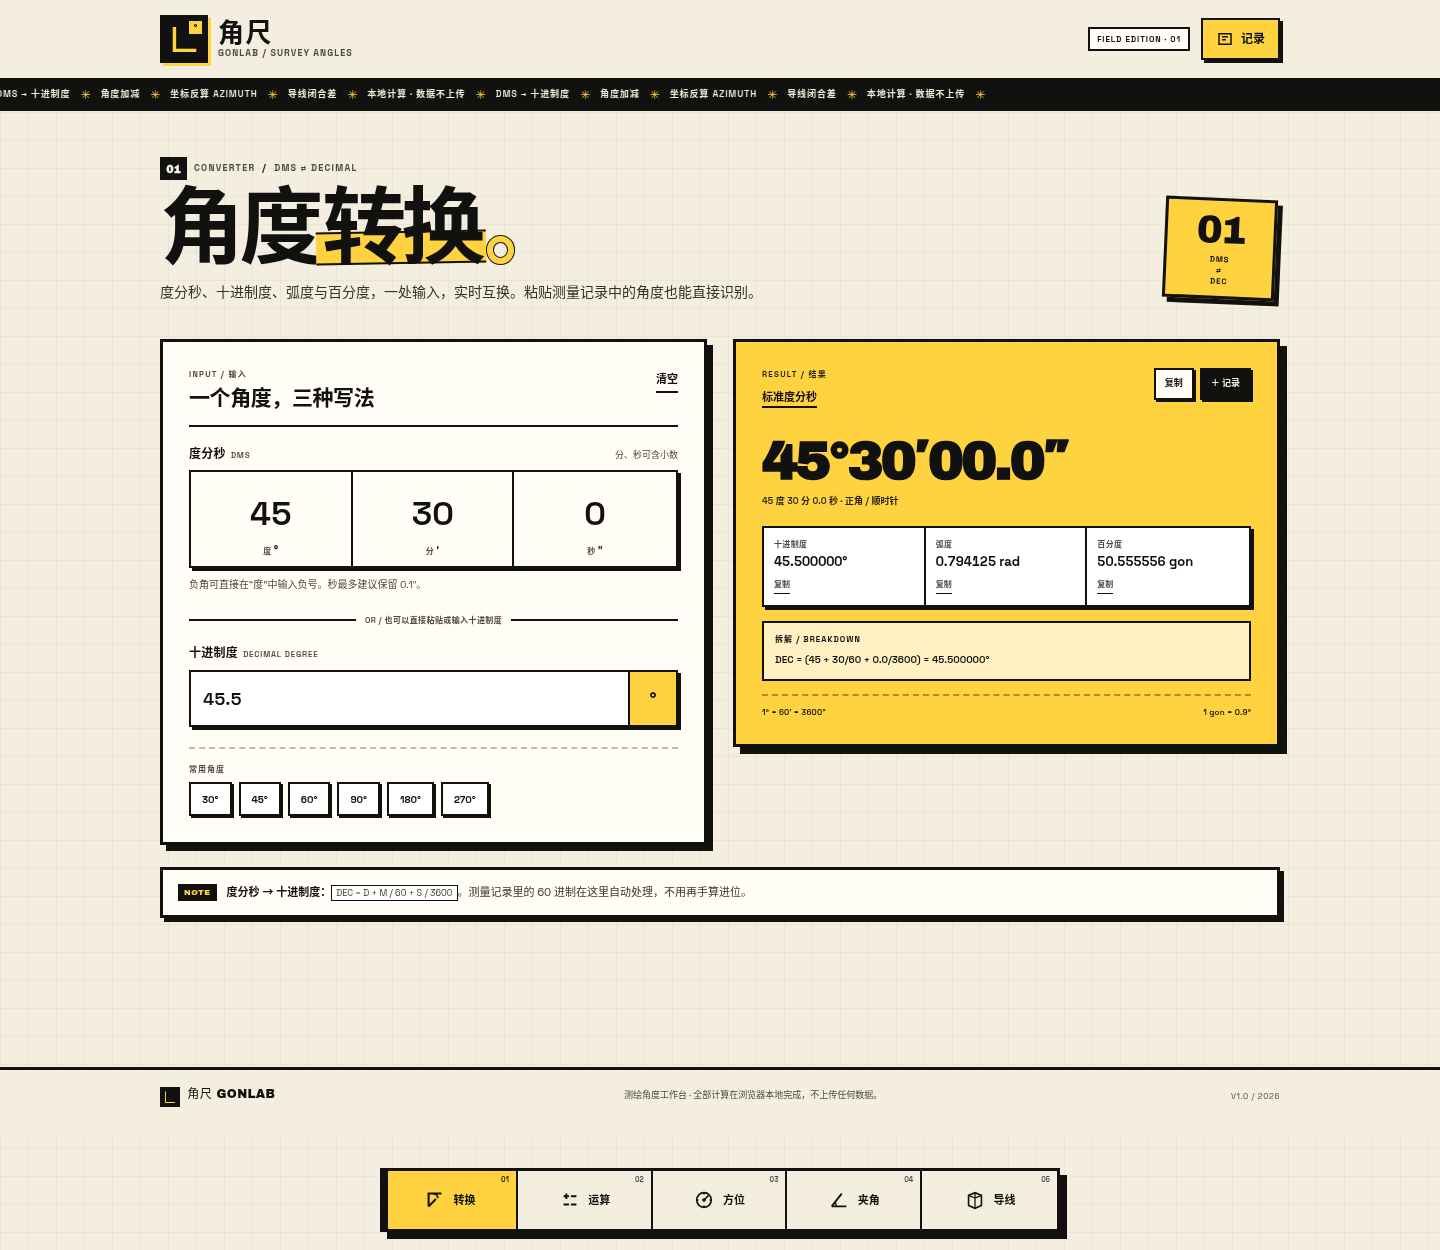 角尺
GONLAB / SURVEY ANGLES
FIELD EDITION · 01
记录
DMS → 十进制度 ✳ 角度加减 ✳ 坐标反算 AZIMUTH ✳ 导线闭合差 ✳ 本地计算 · 数据不上传 ✳ DMS → 十进制度 ✳ 角度加减 ✳ 坐标反算 AZIMUTH ✳ 导线闭合差 ✳ 本地计算 · 数据不上传 ✳
01 CONVERTER / DMS ⇄ DECIMAL
角度转换。
度分秒、十进制度、弧度与百分度，一处输入，实时互换。粘贴测量记录中的角度也能直接识别。
01
DMS
⇄
DEC
INPUT / 输入
一个角度，三种写法
清空
度分秒 DMS
分、秒可含小数
45
度 °
30
分 ′
0
秒 ″
负角可直接在"度"中输入负号。秒最多建议保留 0.1″。
OR / 也可以直接粘贴或输入十进制度
十进制度 DECIMAL DEGREE
45.5
°
常用角度
30° 45° 60° 90° 180° 270°
RESULT / 结果
标准度分秒
复制
＋ 记录
45°30′00.0″
45 度 30 分 0.0 秒 · 正角 / 顺时针
十进制度
45.500000°
复制
弧度
0.794125 rad
复制
百分度
50.555556 gon
复制
拆解 / BREAKDOWN
DEC = (45 + 30/60 + 0.0/3600) = 45.500000°
1° = 60′ = 3600″
1 gon = 0.9°
NOTE 度分秒 → 十进制度： DEC = D + M / 60 + S / 3600 。测量记录里的 60 进制在这里自动处理，不用再手算进位。
角尺 GONLAB
测绘角度工作台 · 全部计算在浏览器本地完成，不上传任何数据。
V1.0 / 2026
01
转换
02
运算
03
方位
04
夹角
05
导线